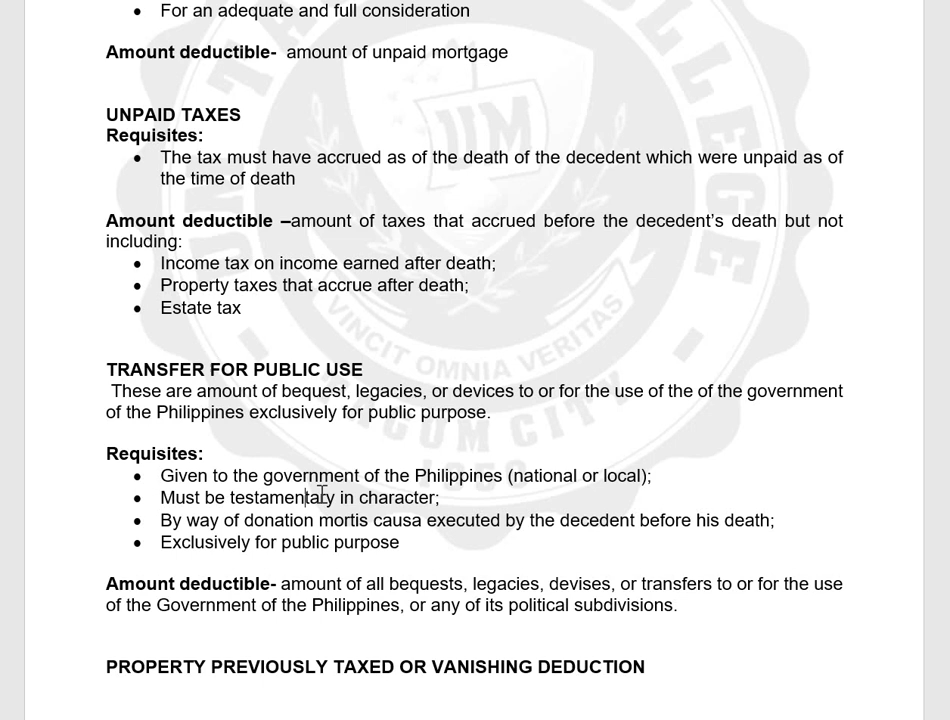 • For an adequate and full consideration
Amount deductible-  amount of unpaid mortgage
UNPAID TAXES
Requisites:
• The tax must have accrued as of the death of the decedent which were unpaid as of
the time of death
Amount deductible –amount of taxes that accrued before the decedent’s death but not
including:
• Income tax on income earned after death;
• Property taxes that accrue after death;
• Estate tax
TRANSFER FOR PUBLIC USE
These are amount of bequest, legacies, or devices to or for the use of the of the government
of the Philippines exclusively for public purpose.
Requisites:
• Given to the government of the Philippines (national or local);
• Must be testamentary in character;
• By way of donation mortis causa executed by the decedent before his death;
• Exclusively for public purpose
Amount deductible- amount of all bequests, legacies, devises, or transfers to or for the use
of the Government of the Philippines, or any of its political subdivisions.
PROPERTY PREVIOUSLY TAXED OR VANISHING DEDUCTION
UM
VINCIT OMNIA VERITAS